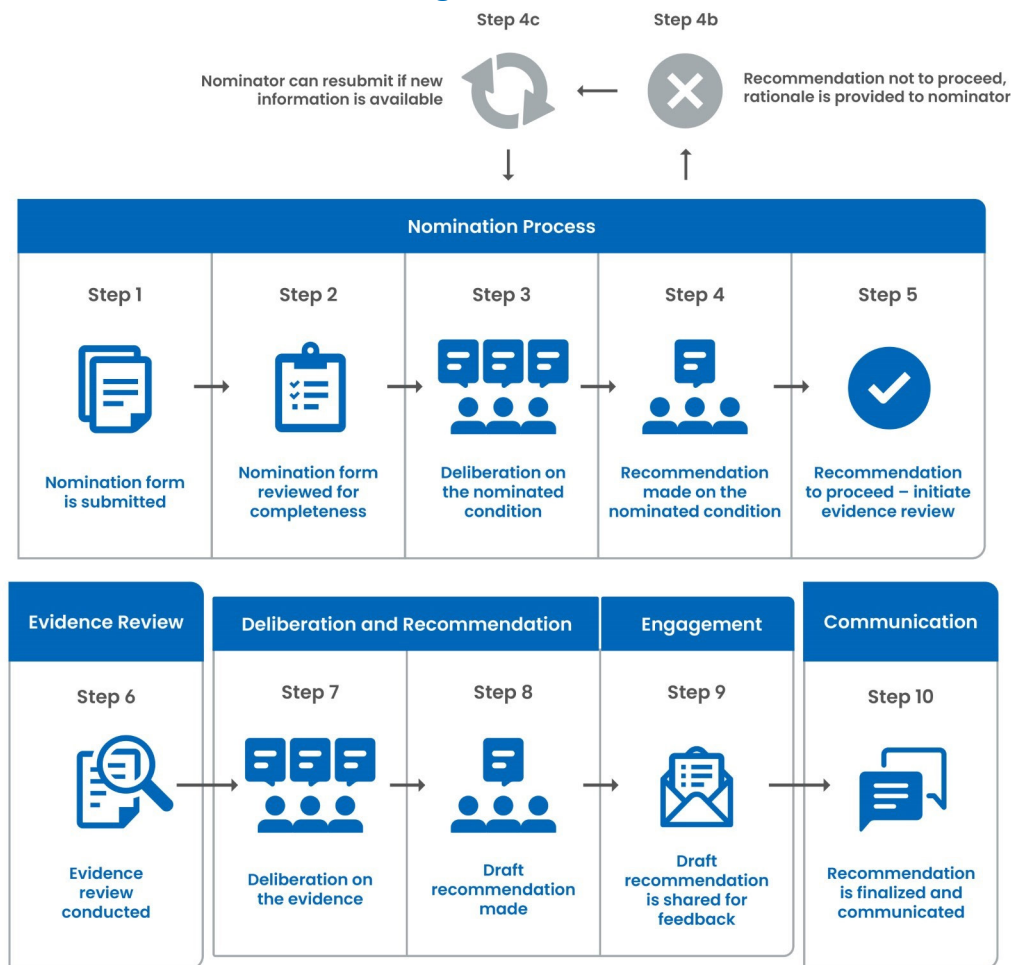 Step 4c
Step 4b
Nominator can resubmit if new
information is available
Recommendation not to proceed,
rationale is provided to nominator
Nomination Process
Step 1
Step 2
Step 3
Step 4
Step 5
Nomination form
is submitted
Nomination form
reviewed for
completeness
Deliberation on
the nominated
condition
Recommendation
made on the
nominated condition
Recommendation
to proceed – initiate
evidence review
Evidence Review
Deliberation and Recommendation
Engagement
Communication
Step 6
Step 7
Step 8
Step 9
Step 10
Evidence
review
conducted
Deliberation on
the evidence
Draft
recommendation
made
Draft
recommendation
is shared for
feedback
Recommendation
is finalized and
communicated